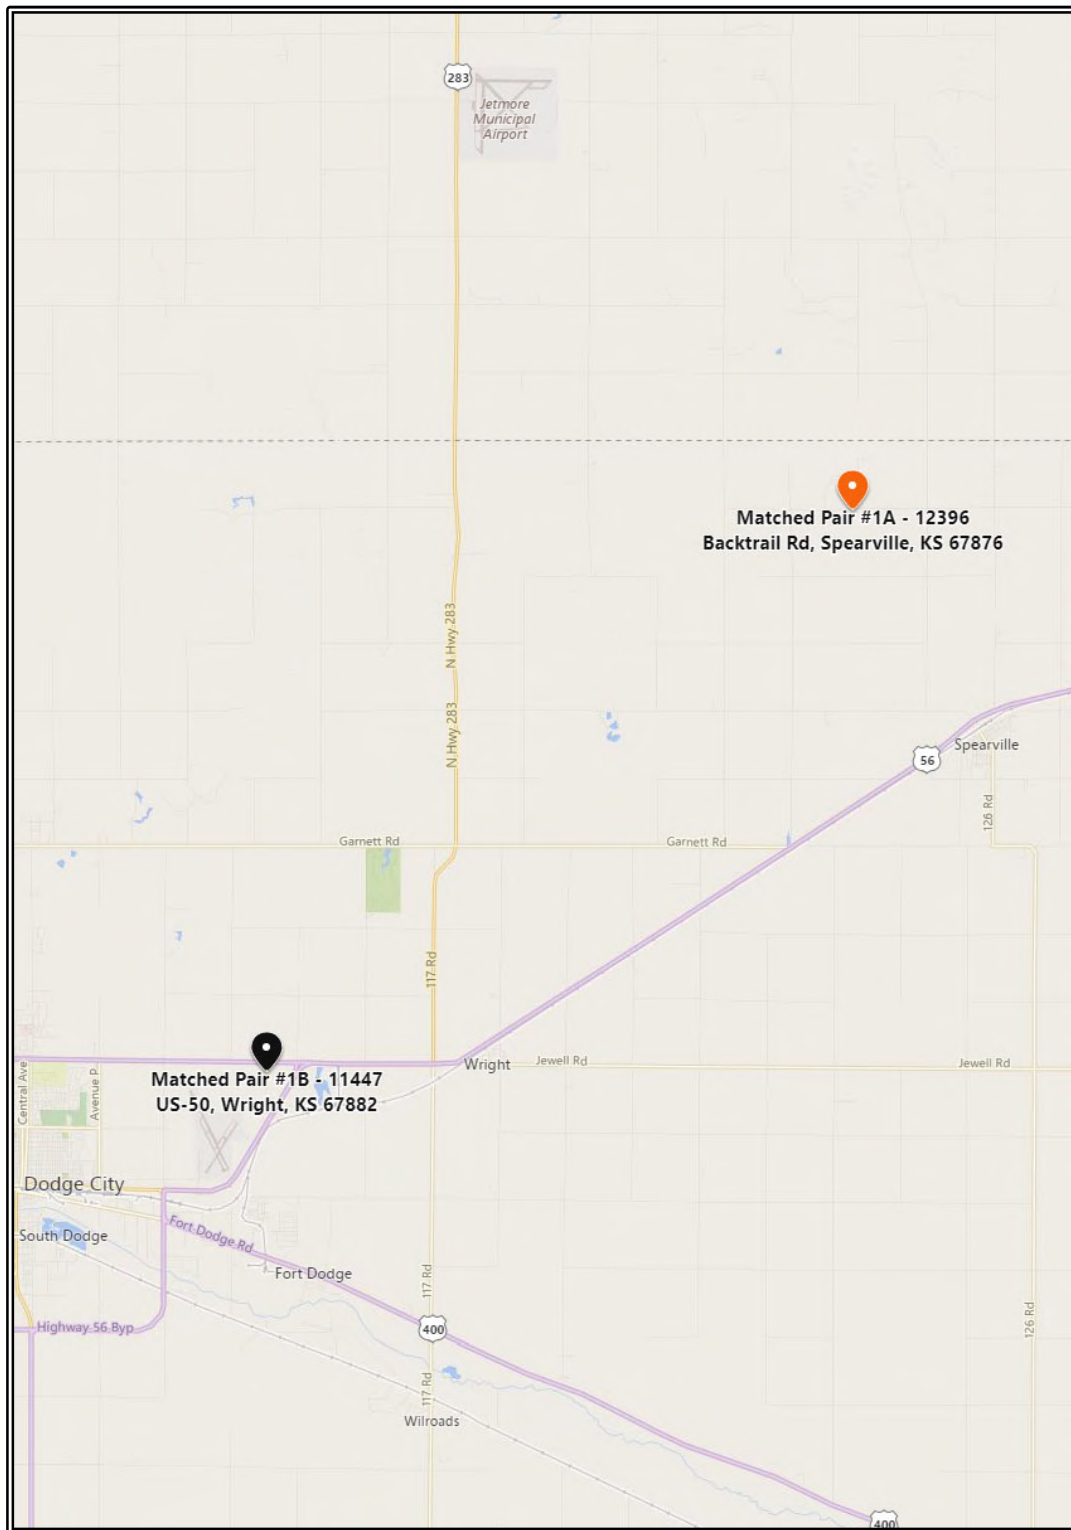 283
Jetmore
Municipal
Airport
Matched Pair #1A - 12396
Backtrail Rd, Spearville, KS 67876
N Hwy 283
N Hwy 283
Spearville
56
126 Rd
Garnett Rd
Garnett Rd
117 Rd
Wright
Jewell Rd
Jewell Rd
Central Ave
Avenue P
Matched Pair #1B - 11447
US-50, Wright, KS 67882
Dodge City
South Dodge
Fort Dodge Rd
Fort Dodge
117 Rd
Highway 56 Byp
400
126 Rd
117 Rd
Wilroads
400